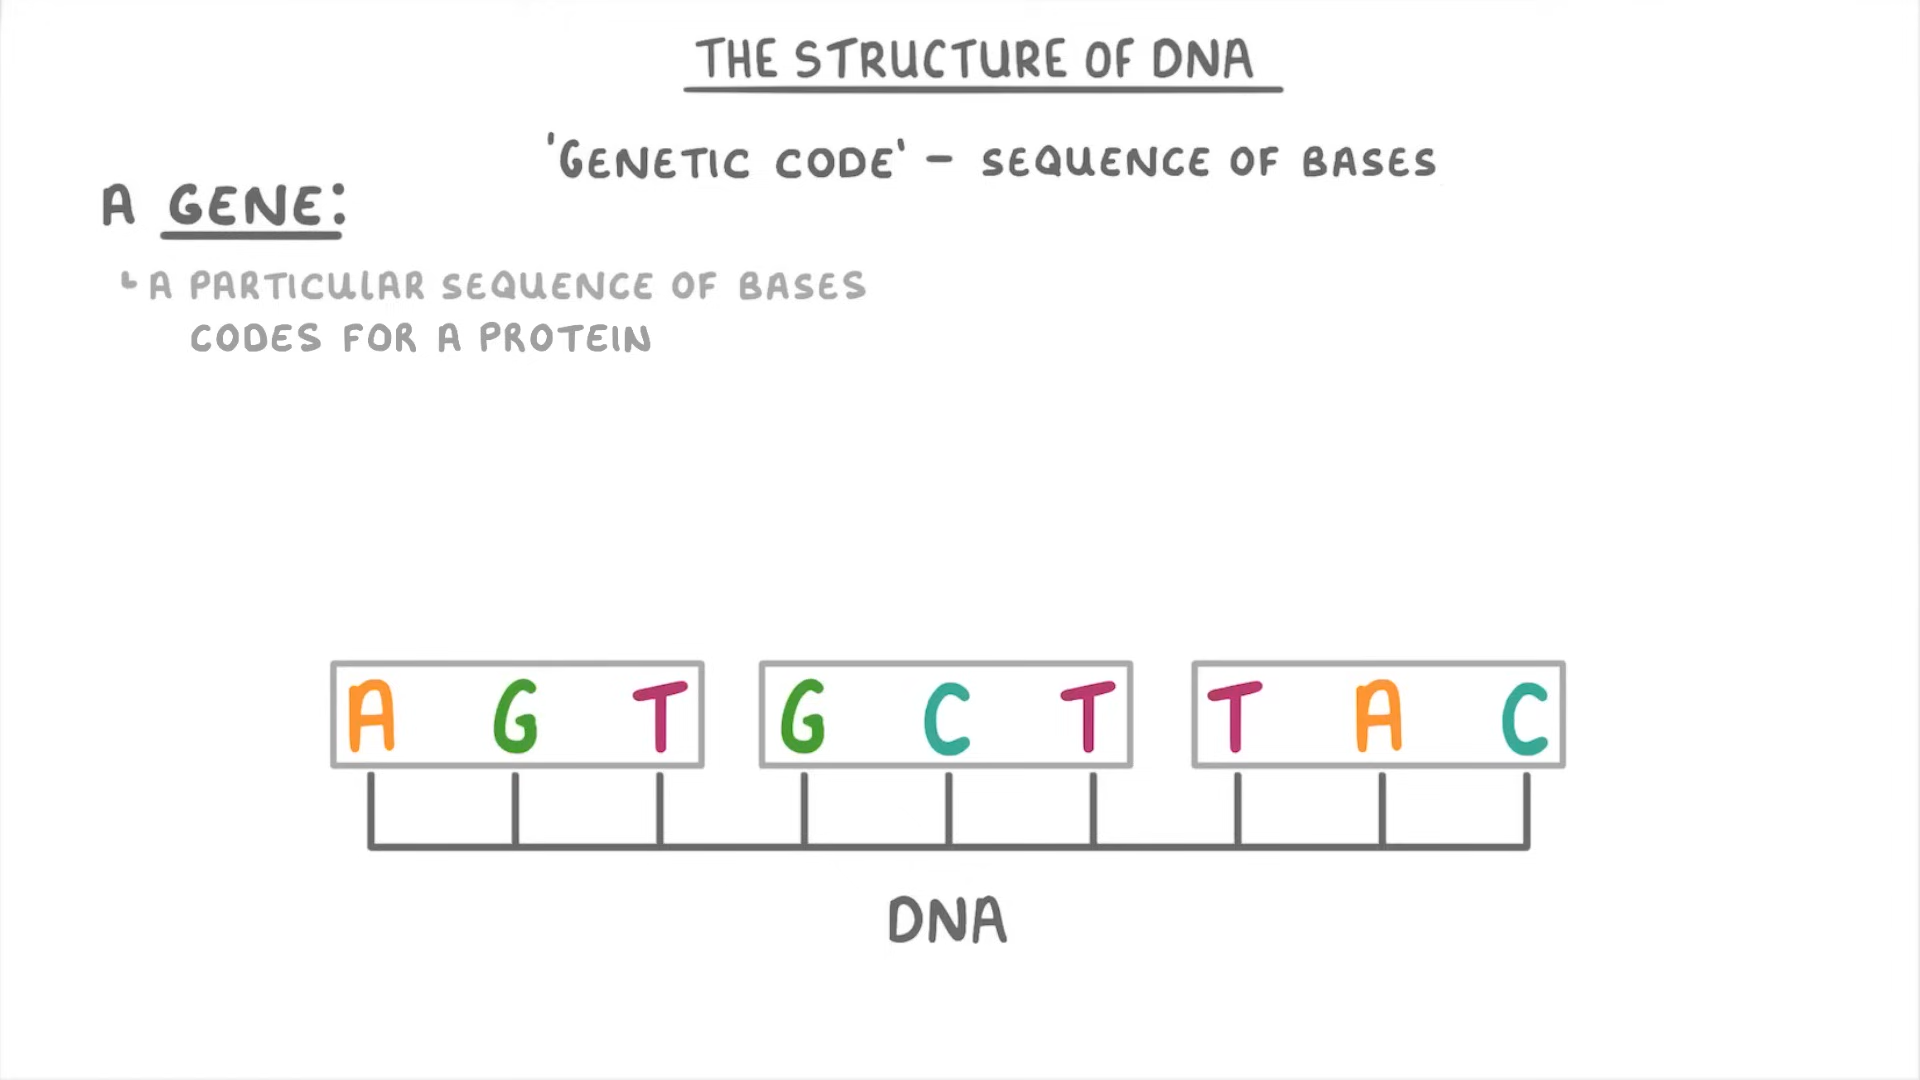 THE STRUCTURE OF DNA
'GENETIC CODE' - SEQUENCE OF BASES
A GENE:
↳ A PARTICULAR SEQUENCE OF BASES
CODES FOR A PROTEIN
A G T G C T T A C
DNA